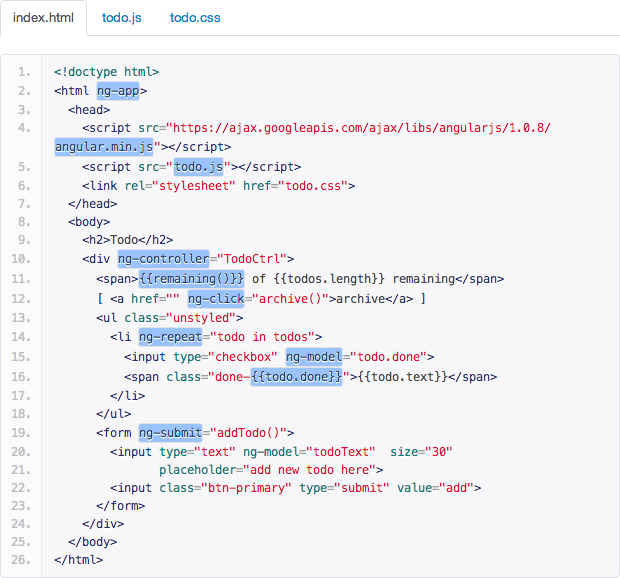 index.html todo.js todo.css
1. <!doctype html>
2. <html ng-app>
3.   <head>
4.     <script src="https://ajax.googleapis.com/ajax/libs/angularjs/1.0.8/
angular.min.js"></script>
5.     <script src="todo.js"></script>
6.     <link rel="stylesheet" href="todo.css">
7.   </head>
8.   <body>
9.     <h2>Todo</h2>
10.     <div ng-controller="TodoCtrl">
11.       <span>{{remaining()}} of {{todos.length}} remaining</span>
12.       [ <a href="" ng-click="archive()">archive</a> ]
13.       <ul class="unstyled">
14.         <li ng-repeat="todo in todos">
15.           <input type="checkbox" ng-model="todo.done">
16.           <span class="done-{{todo.done}}">{{todo.text}}</span>
17.         </li>
18.       </ul>
19.       <form ng-submit="addTodo()">
20.         <input type="text" ng-model="todoText"  size="30"
21.                placeholder="add new todo here">
22.         <input class="btn-primary" type="submit" value="add">
23.       </form>
24.     </div>
25.   </body>
26. </html>